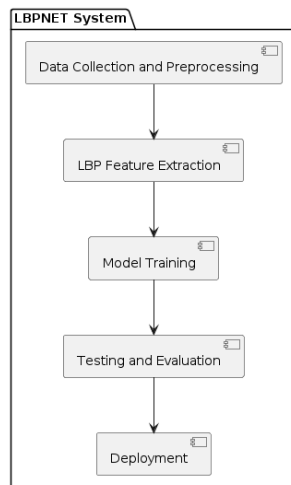 LBPNET System
Data Collection and Preprocessing
LBP Feature Extraction
Model Training
Testing and Evaluation
Deployment